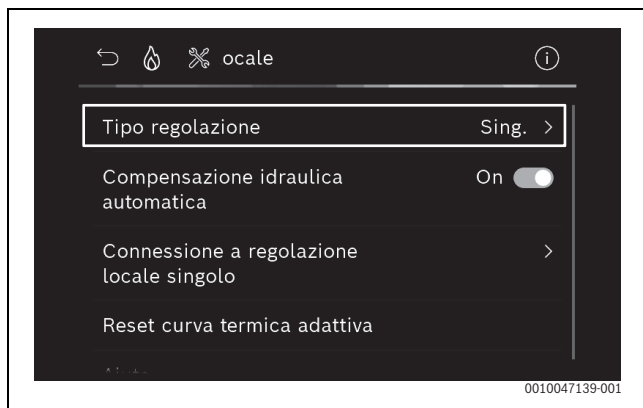 ocale
Tipo regolazione Sing. >
Compensazione idraulica
automatica
On
Connessione a regolazione
locale singolo >
Reset curva termica adattiva
0010047139-001